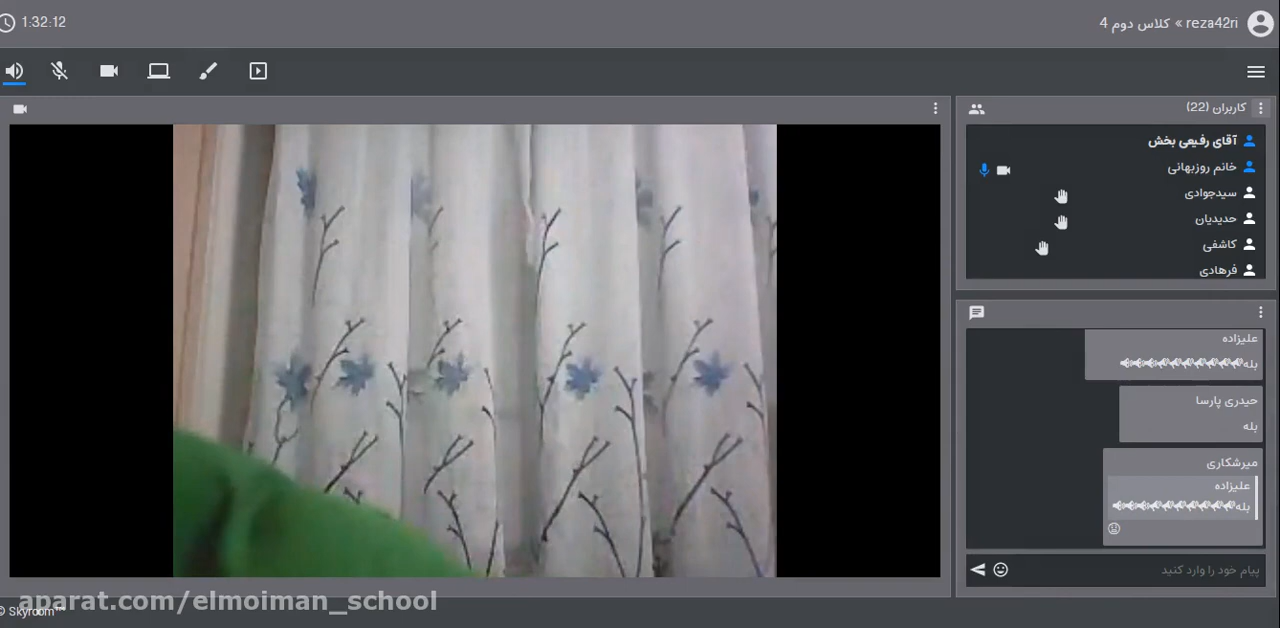 1:32.12
reza42ri » کلاس دوم 4
کاربران (22)
آقای رفیعی بخش
خانم روزبهانی
سیدجوادی
حدیدیان
کاشفی
فرهادی
علیزاده
بله
حیدری پارسا
بله
میرشکاری
علیزاده
بله
پیام خود را وارد کنید
aparat.com/elmoiman_school
© Skyroom™